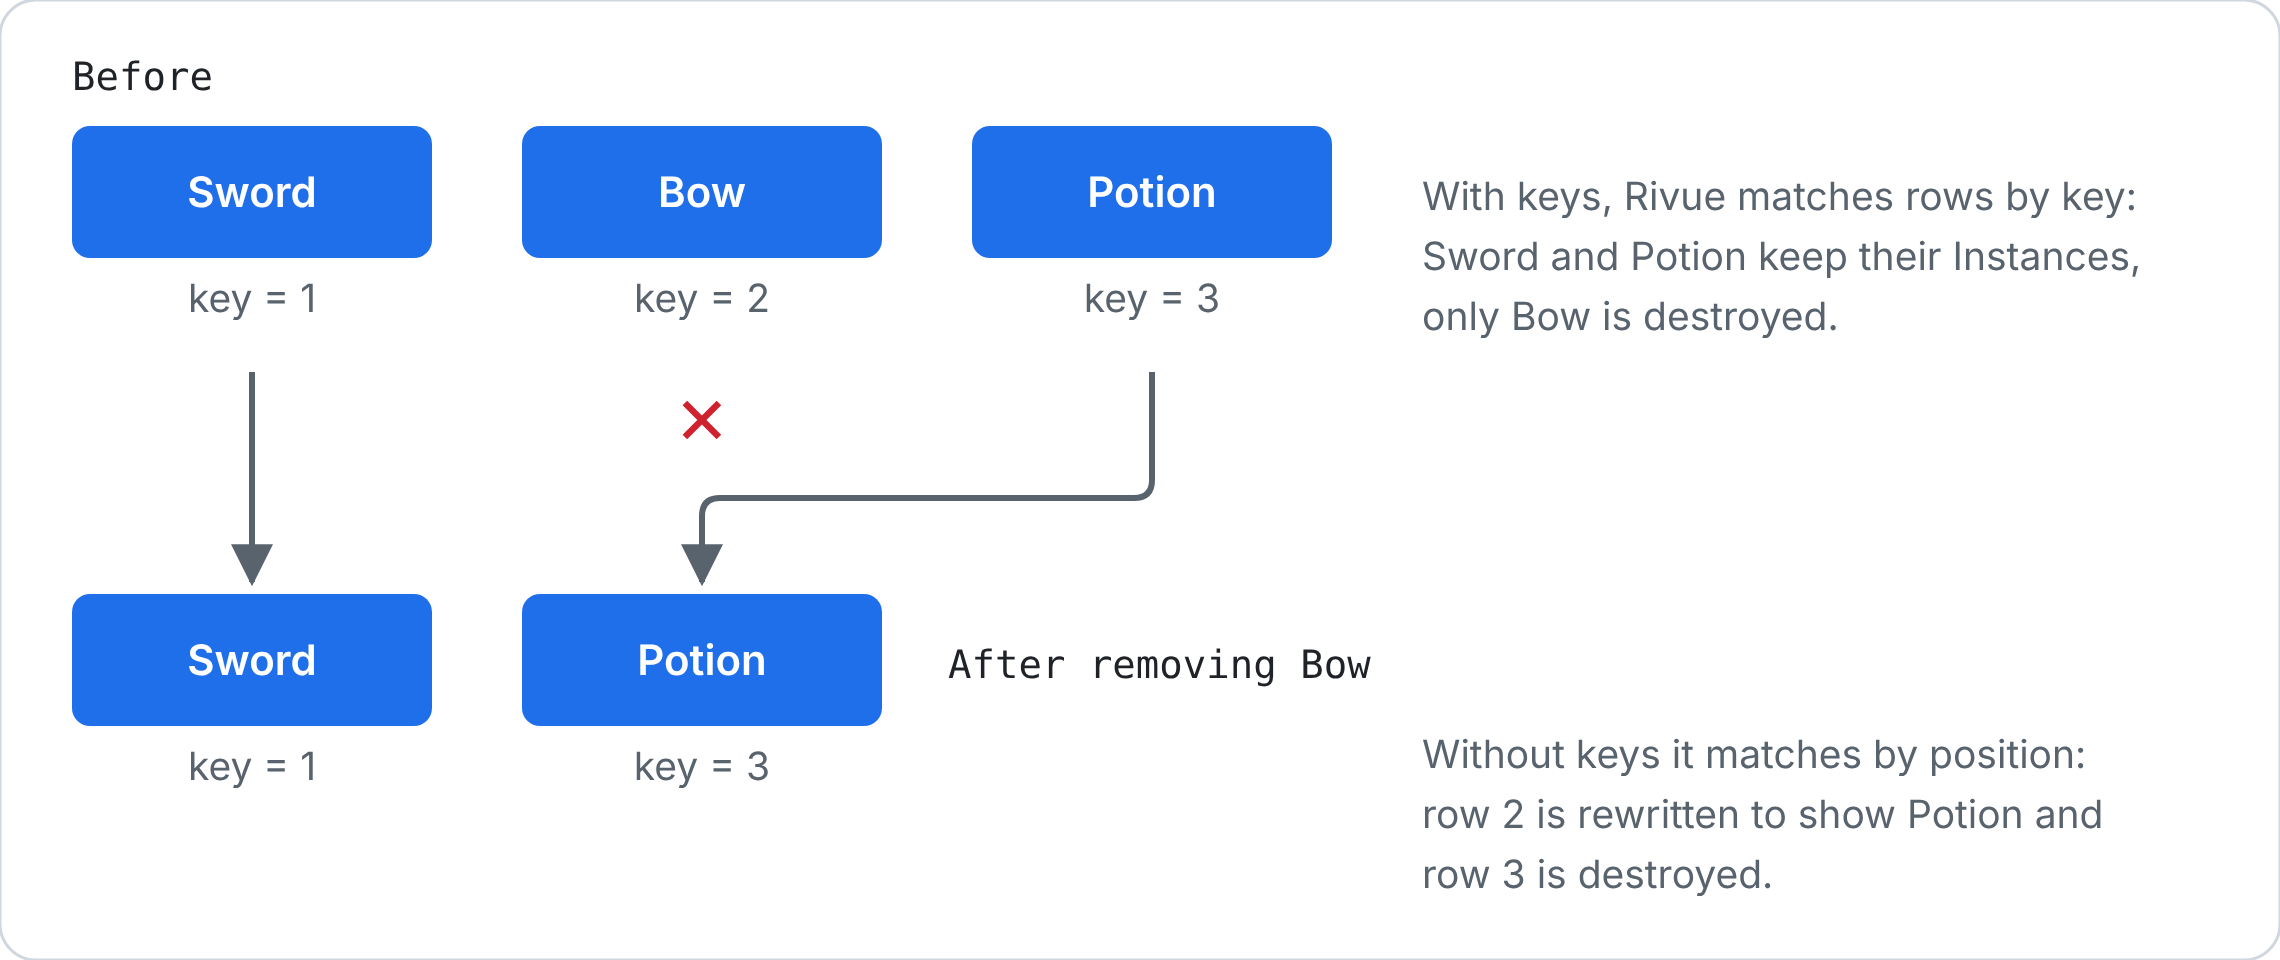 Before
Sword
Bow
Potion
key = 1
key = 2
key = 3
With keys, Rivue matches rows by key:
Sword and Potion keep their Instances,
only Bow is destroyed.
Sword
Potion
After removing Bow
key = 1
key = 3
Without keys it matches by position:
row 2 is rewritten to show Potion and
row 3 is destroyed.